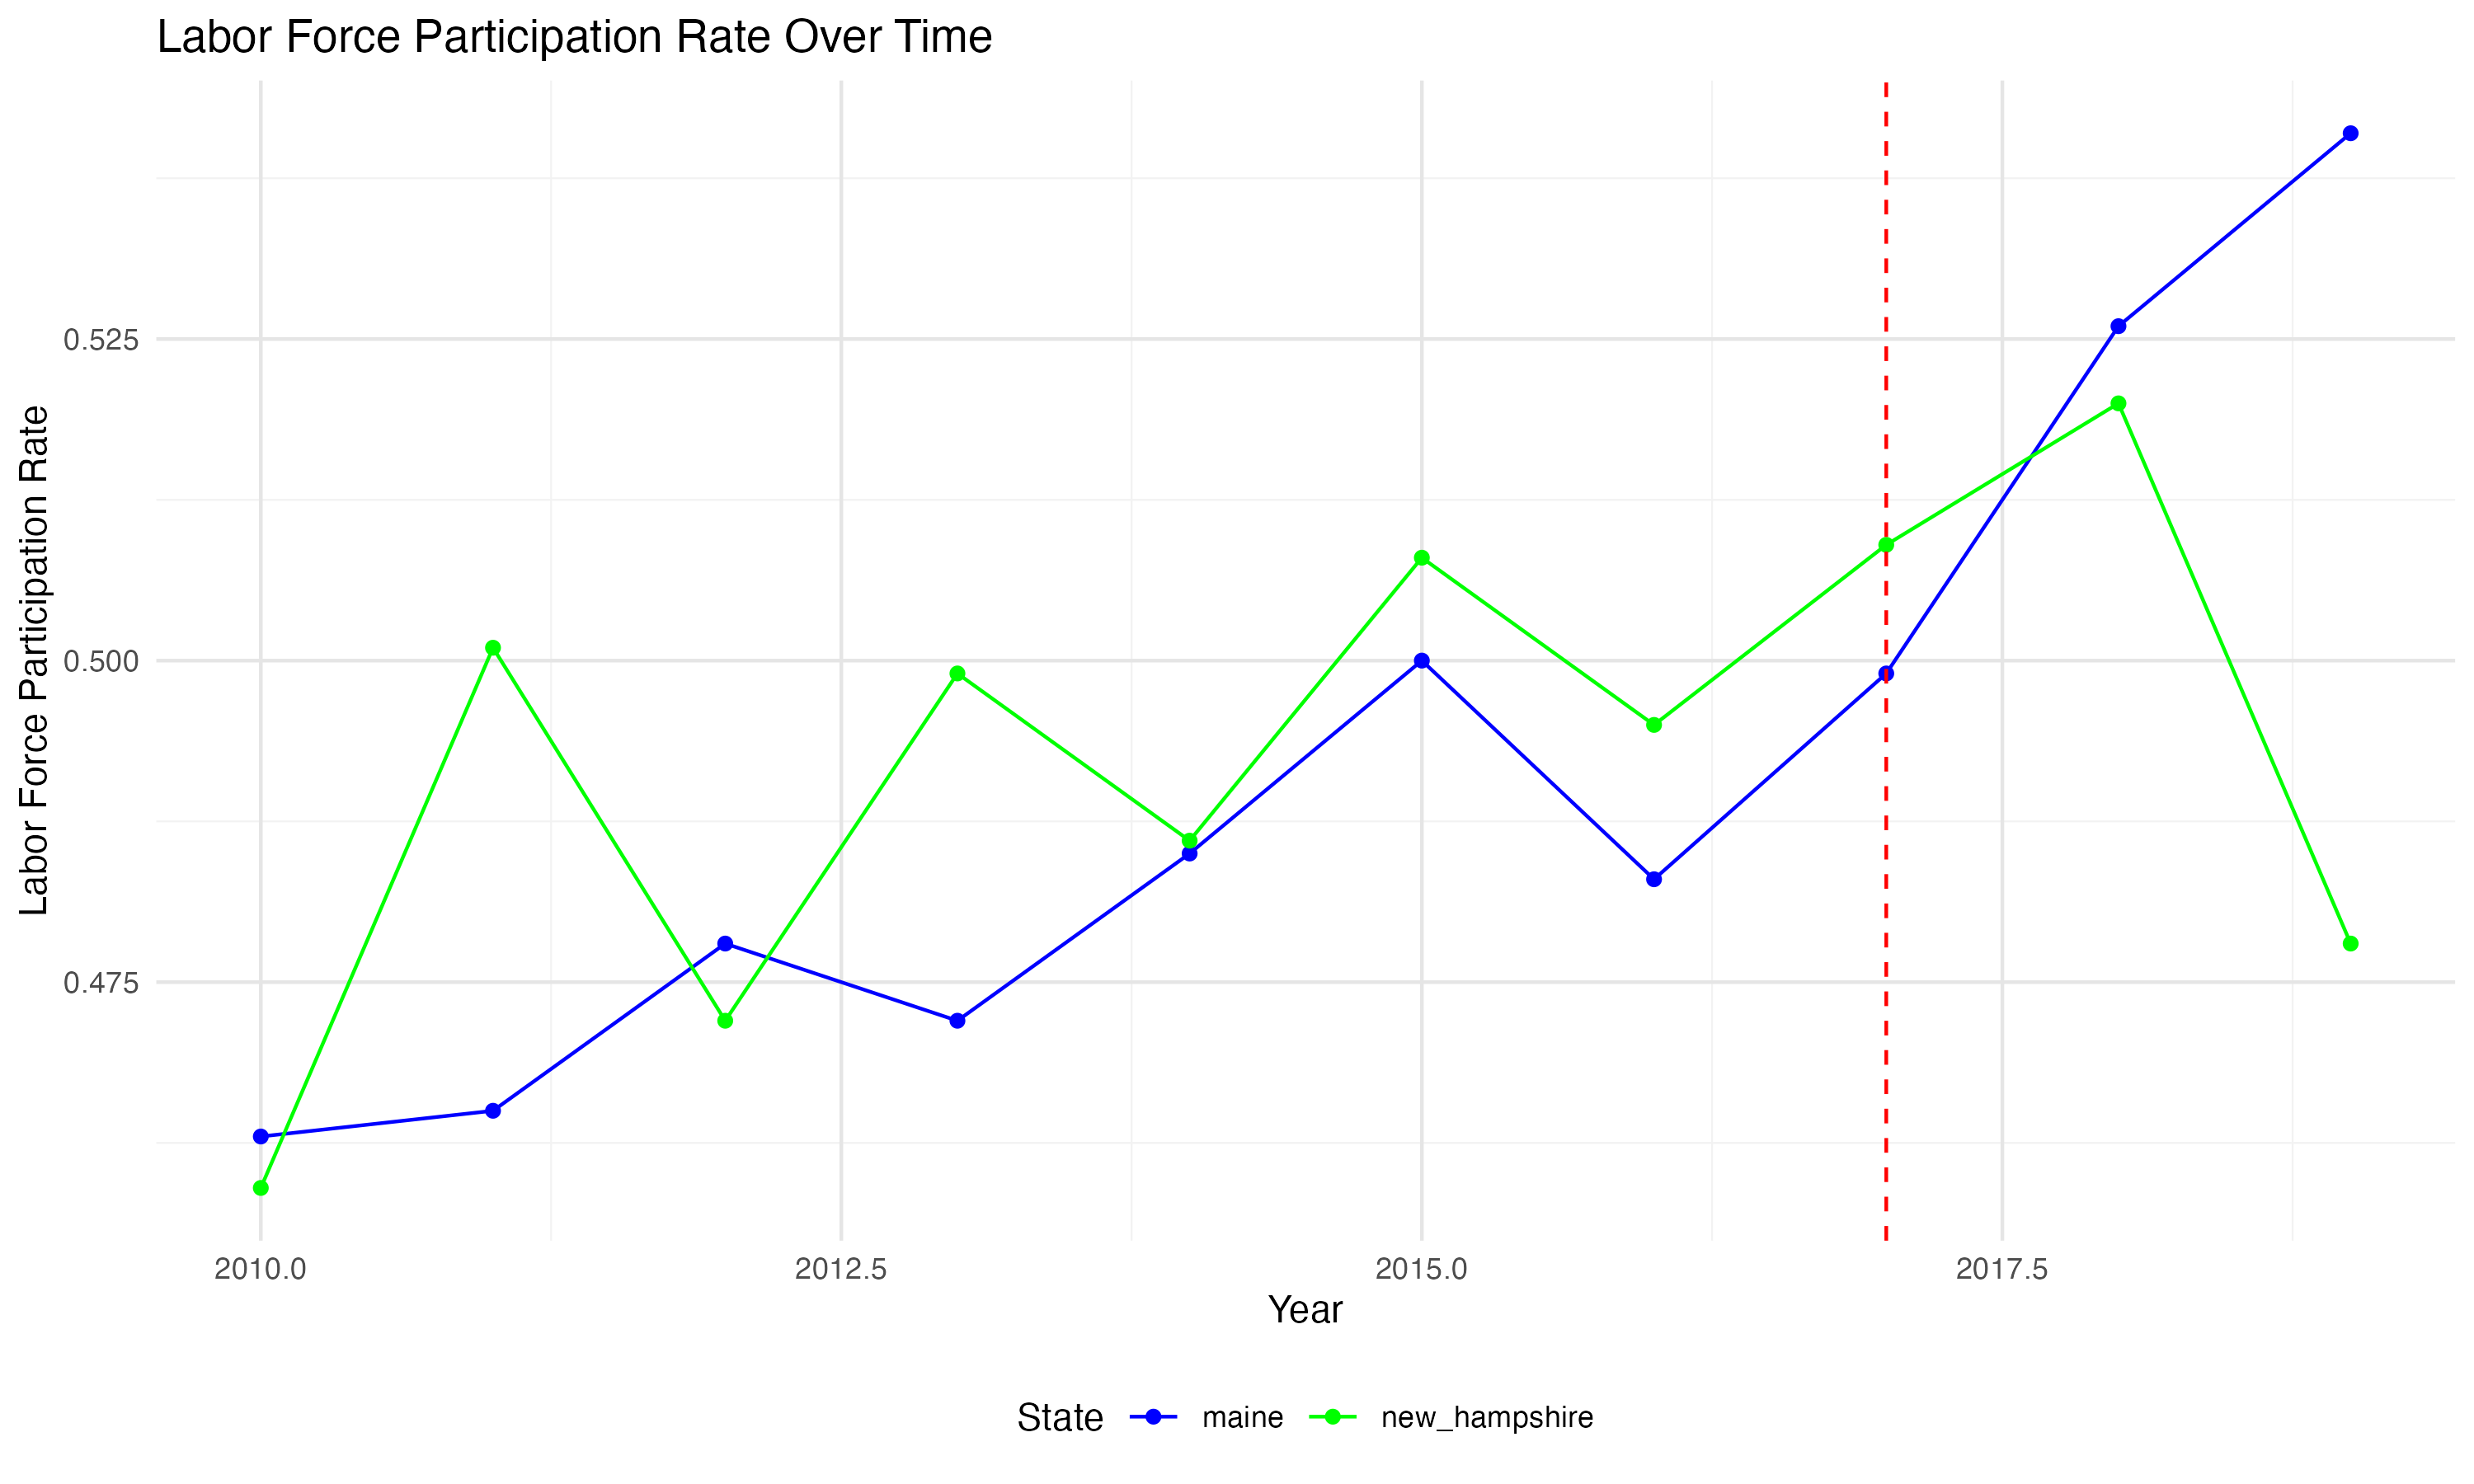 Labor Force Participation Rate Over Time
Labor Force Participation Rate
0.525
0.500
0.475
2010.0 2012.5 2015.0 2017.5
Year
State maine new_hampshire